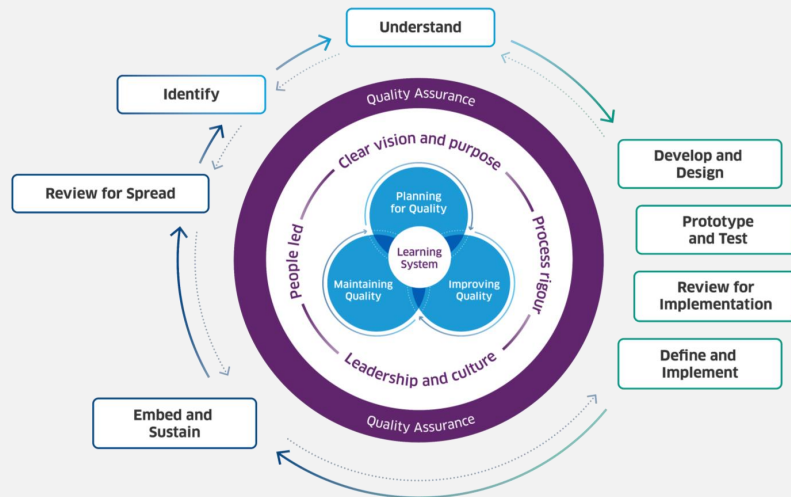 Understand
Identify
Review for Spread
Embed and
Sustain
Develop and
Design
Prototype
and Test
Review for
Implementation
Define and
Implement
Quality Assurance
Clear vision and purpose
People led
Process rigour
Planning
for Quality
Learning
System
Maintaining
Quality
Improving
Quality
Leadership and culture
Quality Assurance